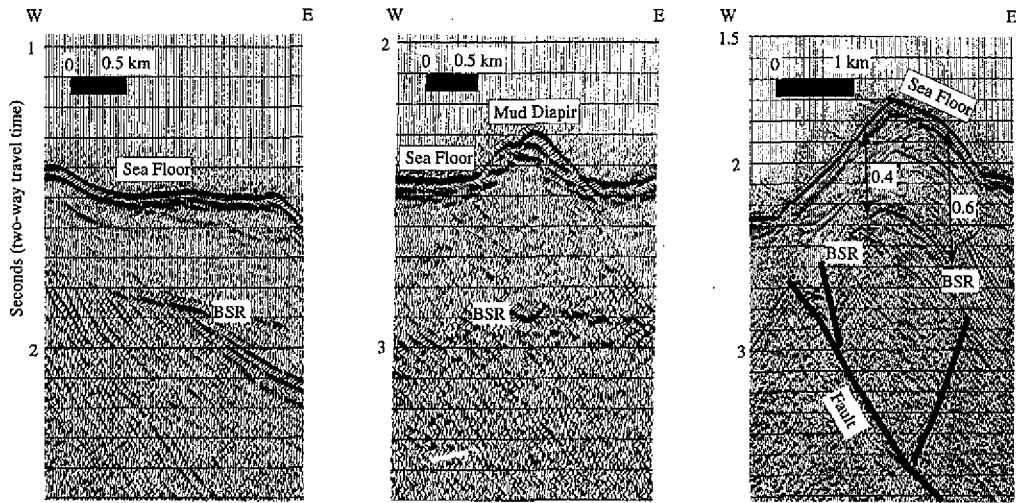 W E
W E
W E
1
0 0.5 km
Sea Floor
BSR
2
Seconds (two-way travel time)
2
0 0.5 km
Mud Diapir
Sea Floor
BSR
3
1.5
0 1 km
Sea Floor
2
0.4
0.6
BSR
BSR
3
Fault